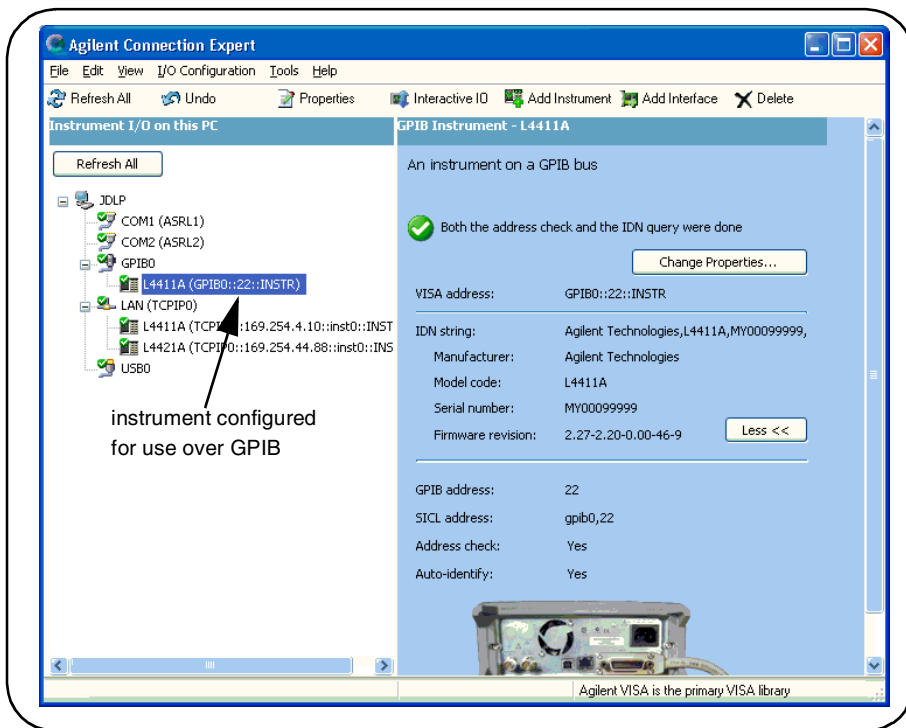 Agilent Connection Expert
File Edit View I/O Configuration Tools Help
Refresh All Undo Properties Interactive IO Add Instrument Add Interface Delete
Instrument I/O on this PC
GPIB Instrument - L4411A
Refresh All
JDLP
COM1 (ASRL1)
COM2 (ASRL2)
GPIB0
L4411A (GPIB0::22::INSTR)
LAN (TCPIP0)
L4411A (TCPIP0::169.254.4.10::inst0::INST
L4421A (TCPIP0::169.254.44.88::inst0::INS
USB0
instrument configured
for use over GPIB
An instrument on a GPIB bus
Both the address check and the IDN query were done
Change Properties...
VISA address: GPIB0::22::INSTR
IDN string: Agilent Technologies,L4411A,MY00099999,
Manufacturer: Agilent Technologies
Model code: L4411A
Serial number: MY00099999
Firmware revision: 2.27-2.20-0.00-46-9
Less <<
GPIB address: 22
SICL address: gpib0,22
Address check: Yes
Auto-identify: Yes
Agilent VISA is the primary VISA library